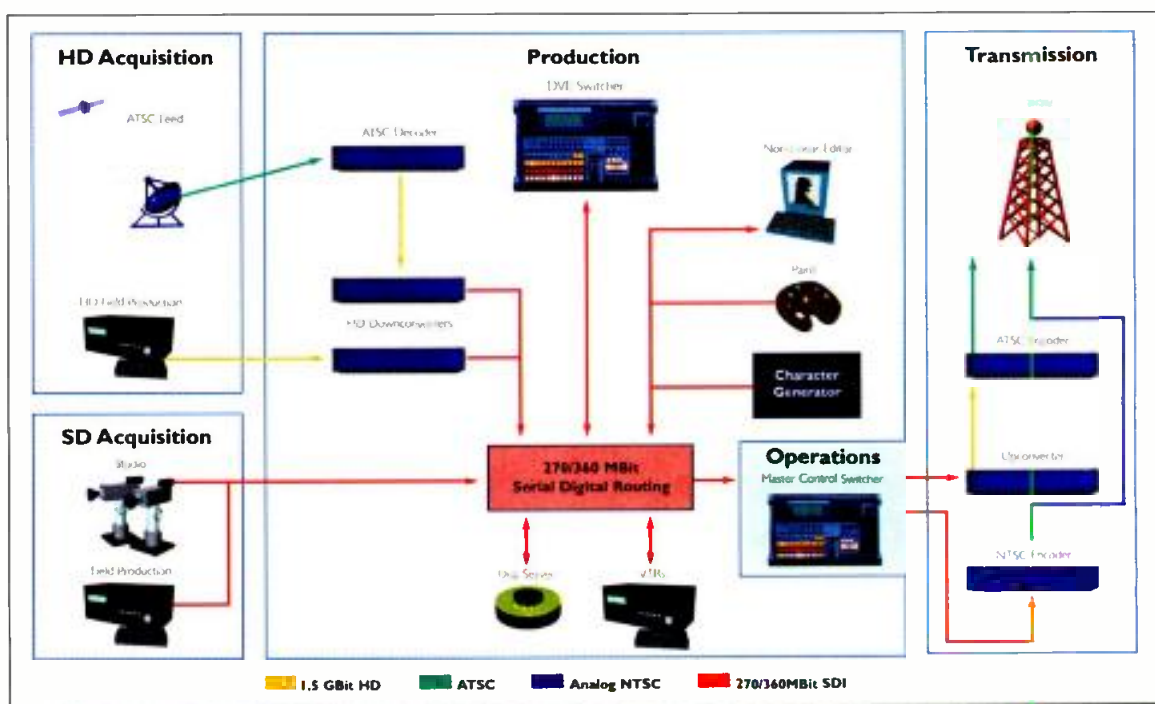 HD Acquisition
ATSC Feed
HD Field Production
SD Acquisition
Studio
Field Production
Production
DVE Switcher
ATSC Decoder
HD Downconverters
Non-Linear Editor
Paint
Character
Generator
270/360 MBit
Serial Digital Routing
Disk Server
VTRs
Operations
Master Control Switcher
Transmission
ATSC Encoder
Upconverter
NTSC Encoder
1.5 GBit HD
ATSC
Analog NTSC
270/360MBit SDI